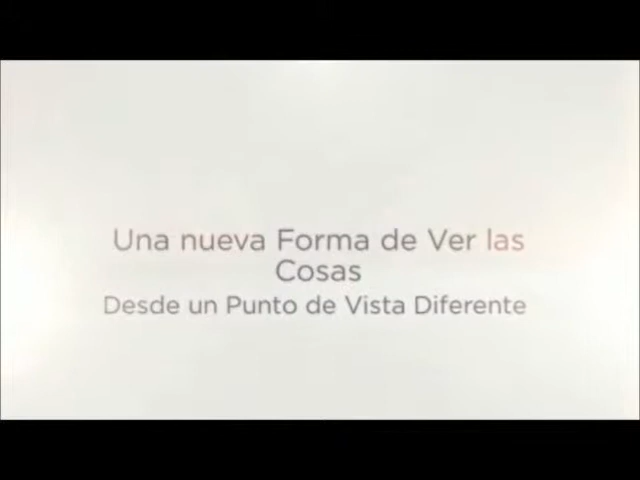 Una nueva Forma de Ver las
Cosas
Desde un Punto de Vista Diferente